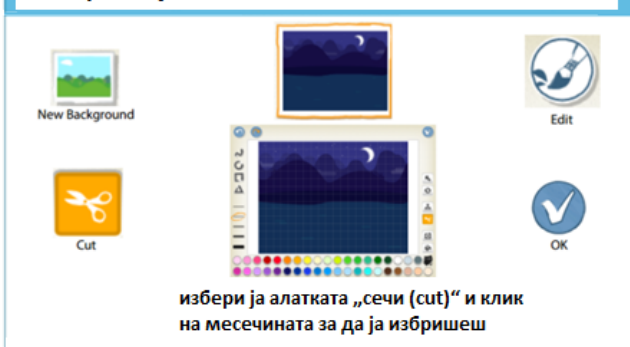 New Background
Edit
Cut
OK
избери ја алатката „сечи (cut)“ и клик
на месечината за да ја избришеш